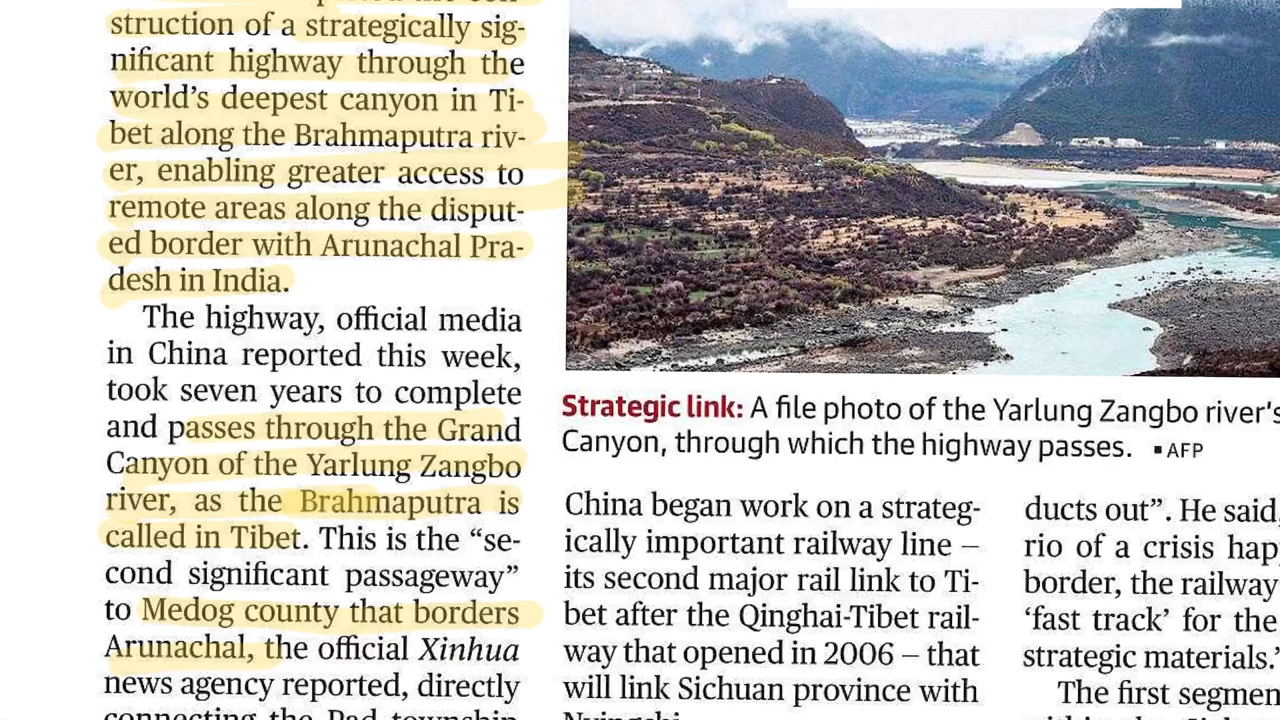 struction of a strategically sig-
nificant highway through the
world's deepest canyon in Ti-
bet along the Brahmaputra riv-
er, enabling greater access to
remote areas along the disput-
ed border with Arunachal Pra-
desh in India.
The highway, official media
in China reported this week,
took seven years to complete
and passes through the Grand
Canyon of the Yarlung Zangbo
river, as the Brahmaputra is
called in Tibet. This is the “se-
cond significant passageway”
to Medog county that borders
Arunachal, the official Xinhua
news agency reported, directly
connecting the Pad township
Strategic link: A file photo of the Yarlung Zangbo river's
Canyon, through which the highway passes. ▪ AFP
China began work on a strateg-
ically important railway line –
its second major rail link to Ti-
bet after the Qinghai-Tibet rail-
way that opened in 2006 – that
will link Sichuan province with
ducts out”. He said,
rio of a crisis hap
border, the railway
‘fast track’ for the
strategic materials.’
The first segmen